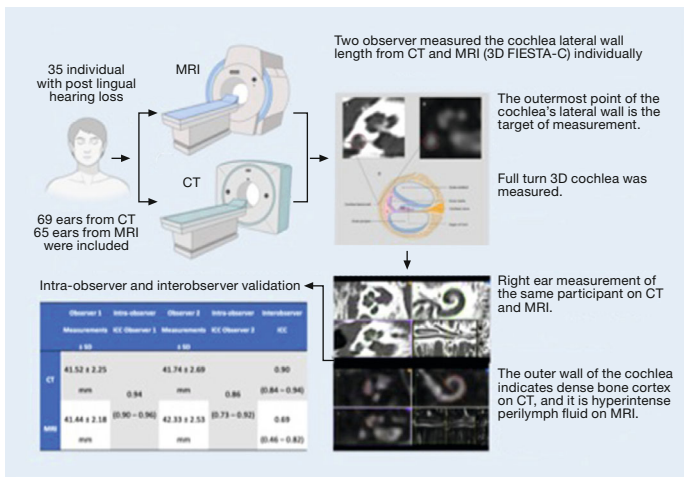 Two observer measured the cochlea lateral wall
length from CT and MRI (3D FIESTA-C) individually
35 individual
with post lingual
hearing loss
MRI
CT
69 ears from CT
65 ears from MRI
were included
The outermost point of the
cochlea's lateral wall is the
target of measurement.
Full turn 3D cochlea was
measured.
Right ear measurement of
the same participant on CT
and MRI.
The outer wall of the cochlea
indicates dense bone cortex
on CT, and it is hyperintense
perilymph fluid on MRI.
Intra-observer and interobserver validation
Observer 1 Intra-observer Observer 2 Intra-observer Interobserver
Measurements ICC Observer 1 Measurements ICC Observer 2 ICC
± SD ± SD
CT
41.52 ± 2.25 41.74 ± 2.69 0.90
mm mm (0.84 – 0.94)
0.94 0.86
(0.90 – 0.96) (0.73 – 0.92)
MRI
41.44 ± 2.18 42.33 ± 2.53 0.69
mm mm (0.46 – 0.82)